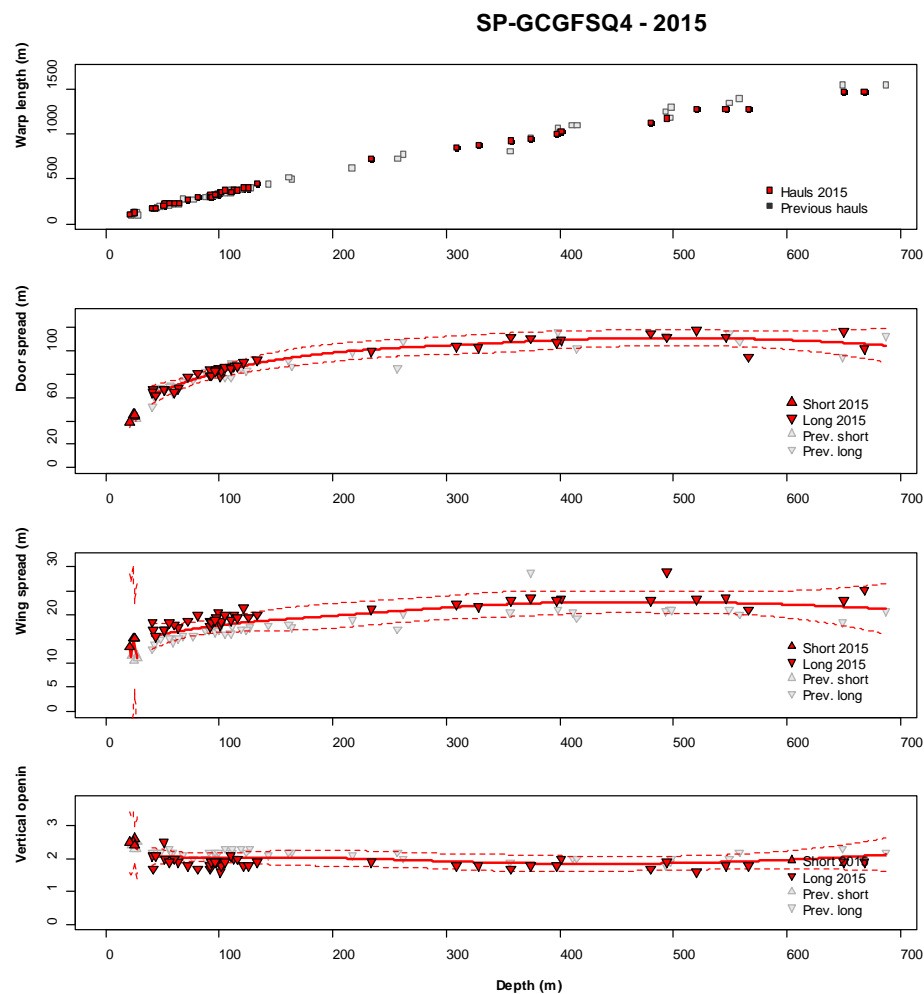 SP-GCGFSQ4 - 2015
Warp length (m)
0 500 1000 1500
Hauls 2015
Previous hauls
0 100 200 300 400 500 600 700
Door spread (m)
0 20 60 100
Short 2015
Long 2015
Prev. short
Prev. long
0 100 200 300 400 500 600 700
Wing spread (m)
0 5 10 20 30
Short 2015
Long 2015
Prev. short
Prev. long
0 100 200 300 400 500 600 700
Vertical openin
0 1 2 3
Short 2015
Long 2015
Prev. short
Prev. long
0 100 200 300 400 500 600 700
Depth (m)